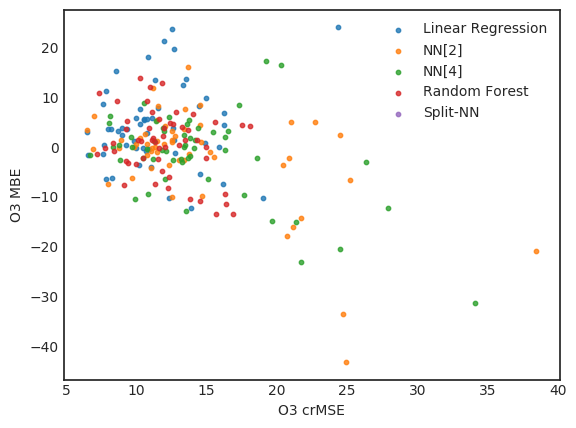 Linear Regression
NN[2]
NN[4]
Random Forest
Split-NN
20
10
0
−10
−20
−30
−40
O3 MBE
5
10
15
20
25
30
35
40
O3 crMSE